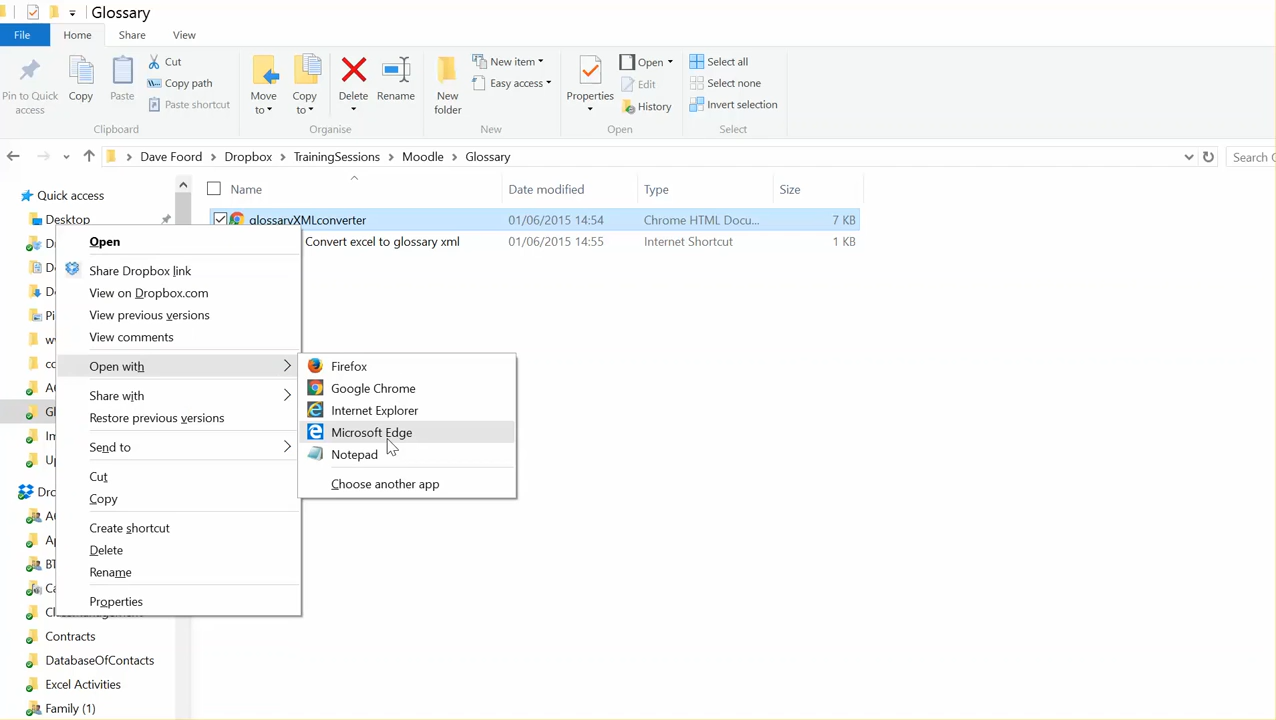 Glossary
File Home Share View
Pin to Quick access
Copy
Paste
Cut
Copy path
Paste shortcut
Clipboard
Move to
Copy to
Delete
Rename
Organise
New folder
New item
Easy access
New
Properties
Open
Edit
History
Open
Select all
Select none
Invert selection
Select
Dave Foord Dropbox TrainingSessions Moodle Glossary
Search
Quick access
Desktop
Name Date modified Type Size
glossaryXMLconverter 01/06/2015 14:54 Chrome HTML Docu... 7 KB
Convert excel to glossary xml 01/06/2015 14:55 Internet Shortcut 1 KB
Open
Share Dropbox link
View on Dropbox.com
View previous versions
View comments
Open with
Share with
Restore previous versions
Send to
Cut
Copy
Create shortcut
Delete
Rename
Properties
Firefox
Google Chrome
Internet Explorer
Microsoft Edge
Notepad
Choose another app
Contracts
DatabaseOfContacts
Excel Activities
Family (1)